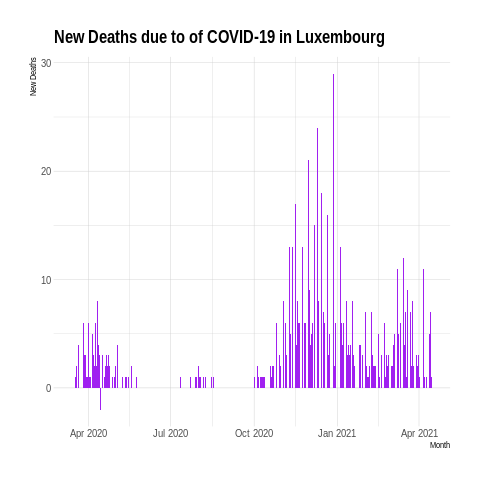 New Deaths due to of COVID-19 in Luxembourg
New Deaths
30
20
10
0
Apr 2020 Jul 2020 Oct 2020 Jan 2021 Apr 2021
Month